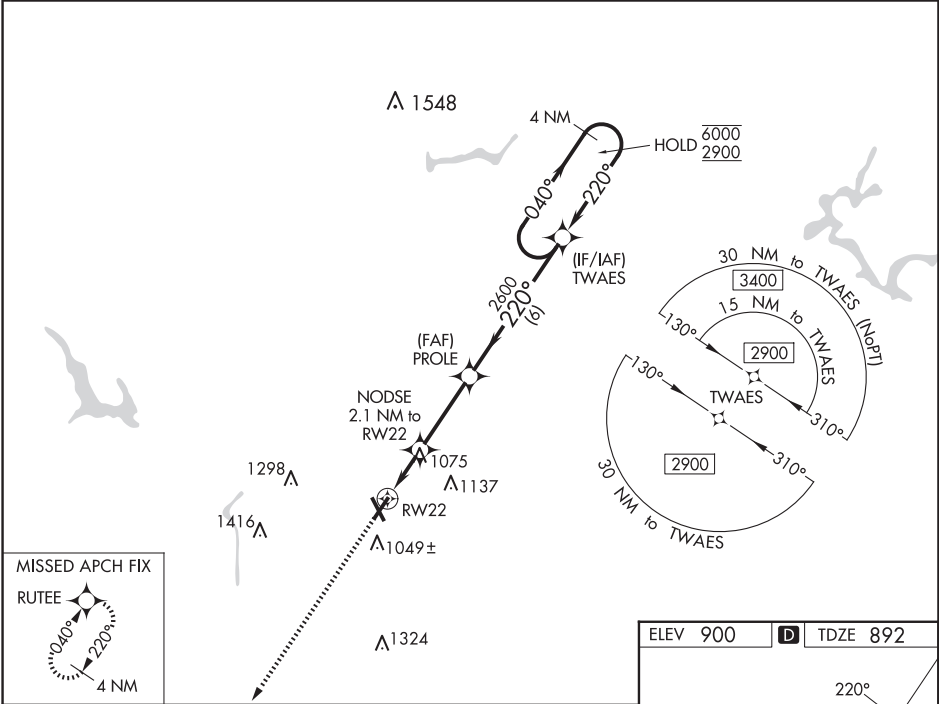 1548
4 NM
HOLD
6000
2900
040°
220°
(IF/IAF)
TWAES
2600
220°
(6)
(FAF)
PROLE
NODSE
2.1 NM to
RW22
1075
1137
1298
1416
RW22
1049±
1324
30 NM to TWAES (NoPT)
3400
15 NM to TWAES
2900
130°
310°
TWAES
130°
310°
2900
30 NM to TWAES
MISSED APCH FIX
RUTEE
040°
220°
4 NM
ELEV 900 D TDZE 892
220°